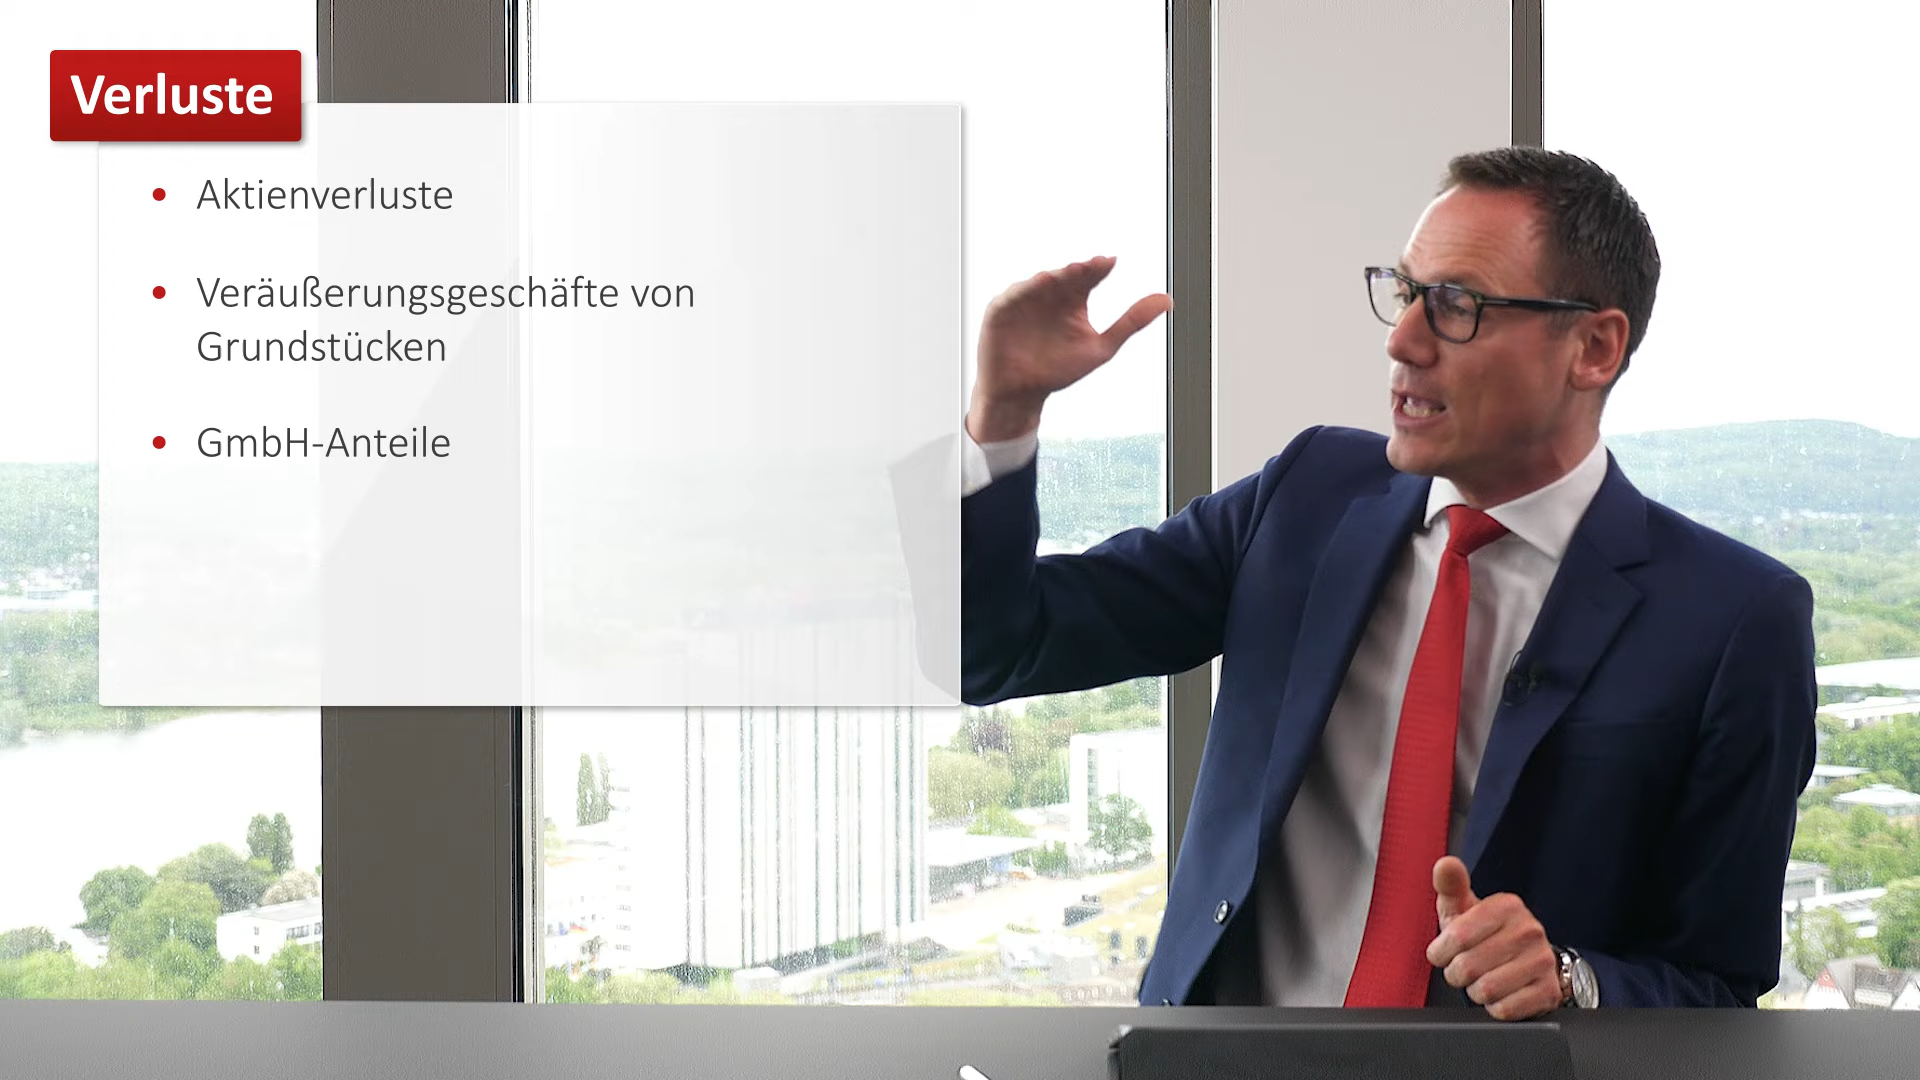 Verluste
• Aktienverluste
• Veräußerungsgeschäfte von
Grundstücken
• GmbH-Anteile